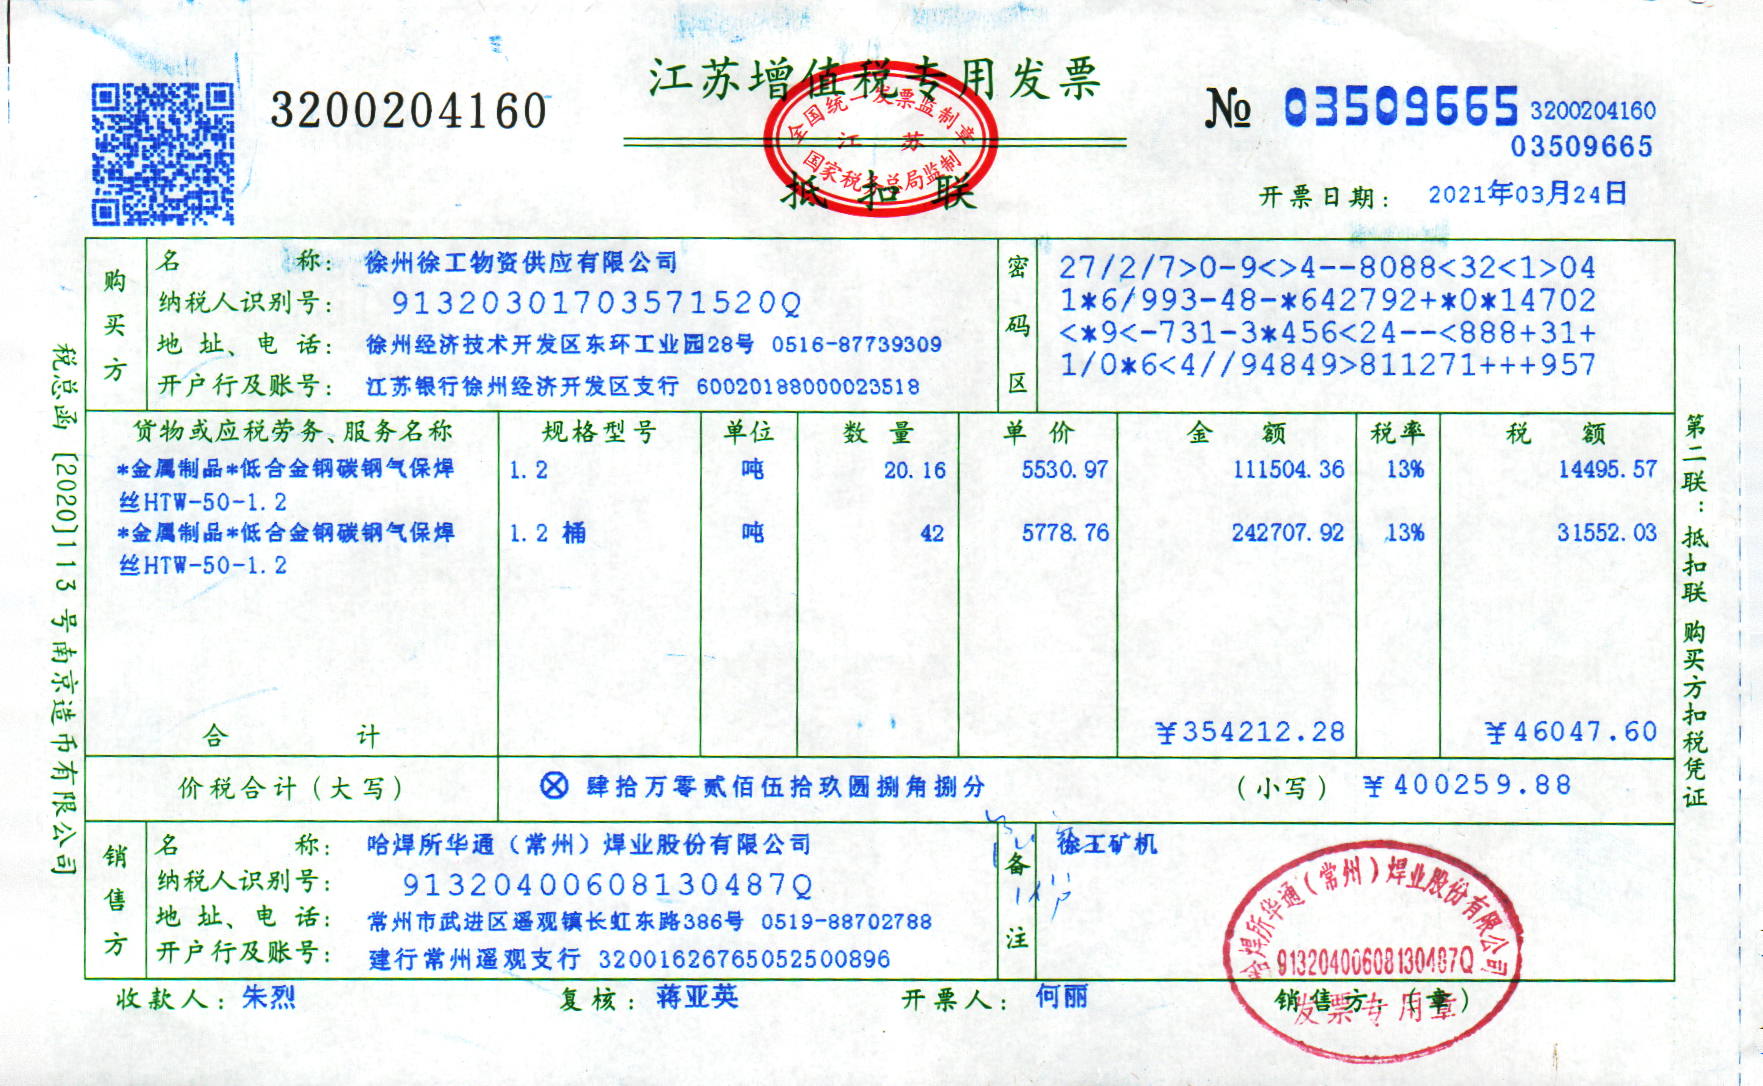 江苏增值税专用发票
3200204160
№ 03509665 3200204160
03509665
全国统一发票监制章
江 苏
国家税务总局监制
抵 扣 联
开票日期： 2021年03月24日
购买方
名 称： 徐州徐工物资供应有限公司
纳税人识别号： 91320301703571520Q
地 址、电 话： 徐州经济技术开发区东环工业园28号 0516-87739309
开户行及账号： 江苏银行徐州经济开发区支行 60020188000023518
密码区
27/2/7>0-9<>4--8088<32<1>04
1*6/993-48-*642792+*0*14702
<*9<-731-3*456<24--<888+31+
1/0*6<4//94849>811271+++957
货物或应税劳务、服务名称 规格型号 单位 数 量 单 价 金 额 税率 税 额
*金属制品*低合金钢碳钢气保焊 1.2 吨 20.16 5530.97 111504.36 13% 14495.57
丝HTW-50-1.2
*金属制品*低合金钢碳钢气保焊 1.2 桶 吨 42 5778.76 242707.92 13% 31552.03
丝HTW-50-1.2
合 计 ￥354212.28 ￥46047.60
价税合计（大写） ⊗ 肆拾万零贰佰伍拾玖圆捌角捌分 （小写） ￥400259.88
销售方
名 称： 哈焊所华通（常州）焊业股份有限公司
纳税人识别号： 91320400608130487Q
地 址、电 话： 常州市武进区遥观镇长虹东路386号 0519-88702788
开户行及账号： 建行常州遥观支行 32001626765052500896
备注
徐工矿机
哈焊所华通（常州）焊业股份有限公司
91320400608130487Q
发票专用章
收款人： 朱烈 复核： 蒋亚英 开票人： 何丽 销售方：（章）
税总函〔2020〕113 号南京造币有限公司
第二联：抵扣联 购买方扣税凭证